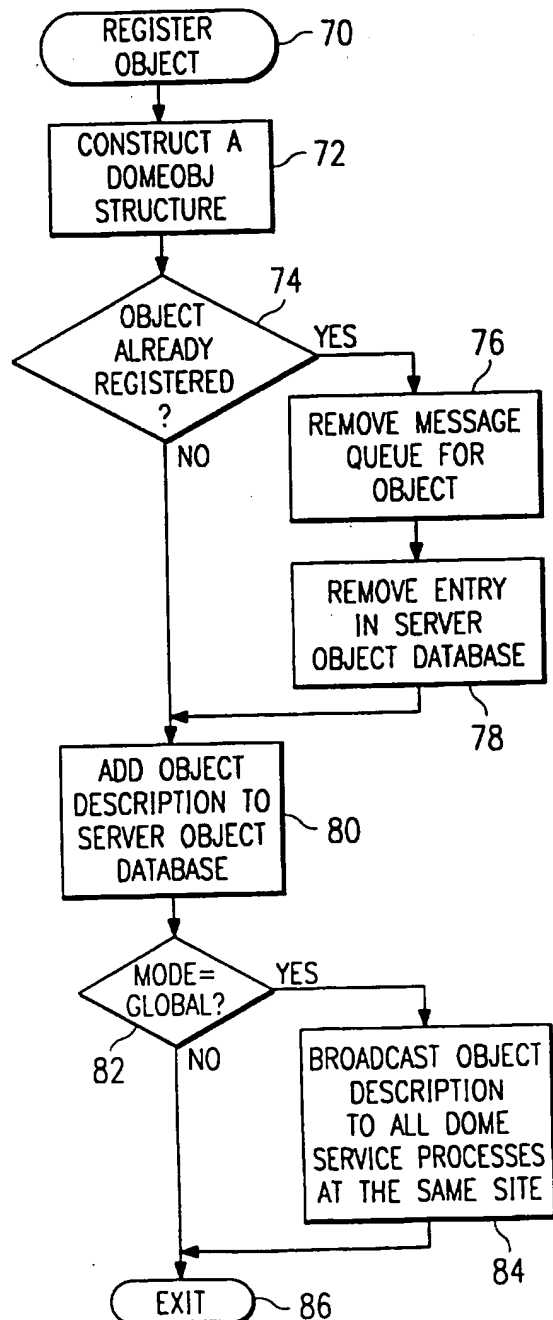 REGISTER
OBJECT
70
CONSTRUCT A
DOMEOBJ
STRUCTURE
72
74
OBJECT
ALREADY
REGISTERED
?
YES
NO
76
REMOVE MESSAGE
QUEUE FOR
OBJECT
REMOVE ENTRY
IN SERVER
OBJECT DATABASE
78
ADD OBJECT
DESCRIPTION TO
SERVER OBJECT
DATABASE
80
MODE=
GLOBAL?
YES
82
NO
BROADCAST OBJECT
DESCRIPTION
TO ALL DOME
SERVICE PROCESSES
AT THE SAME SITE
84
EXIT
86